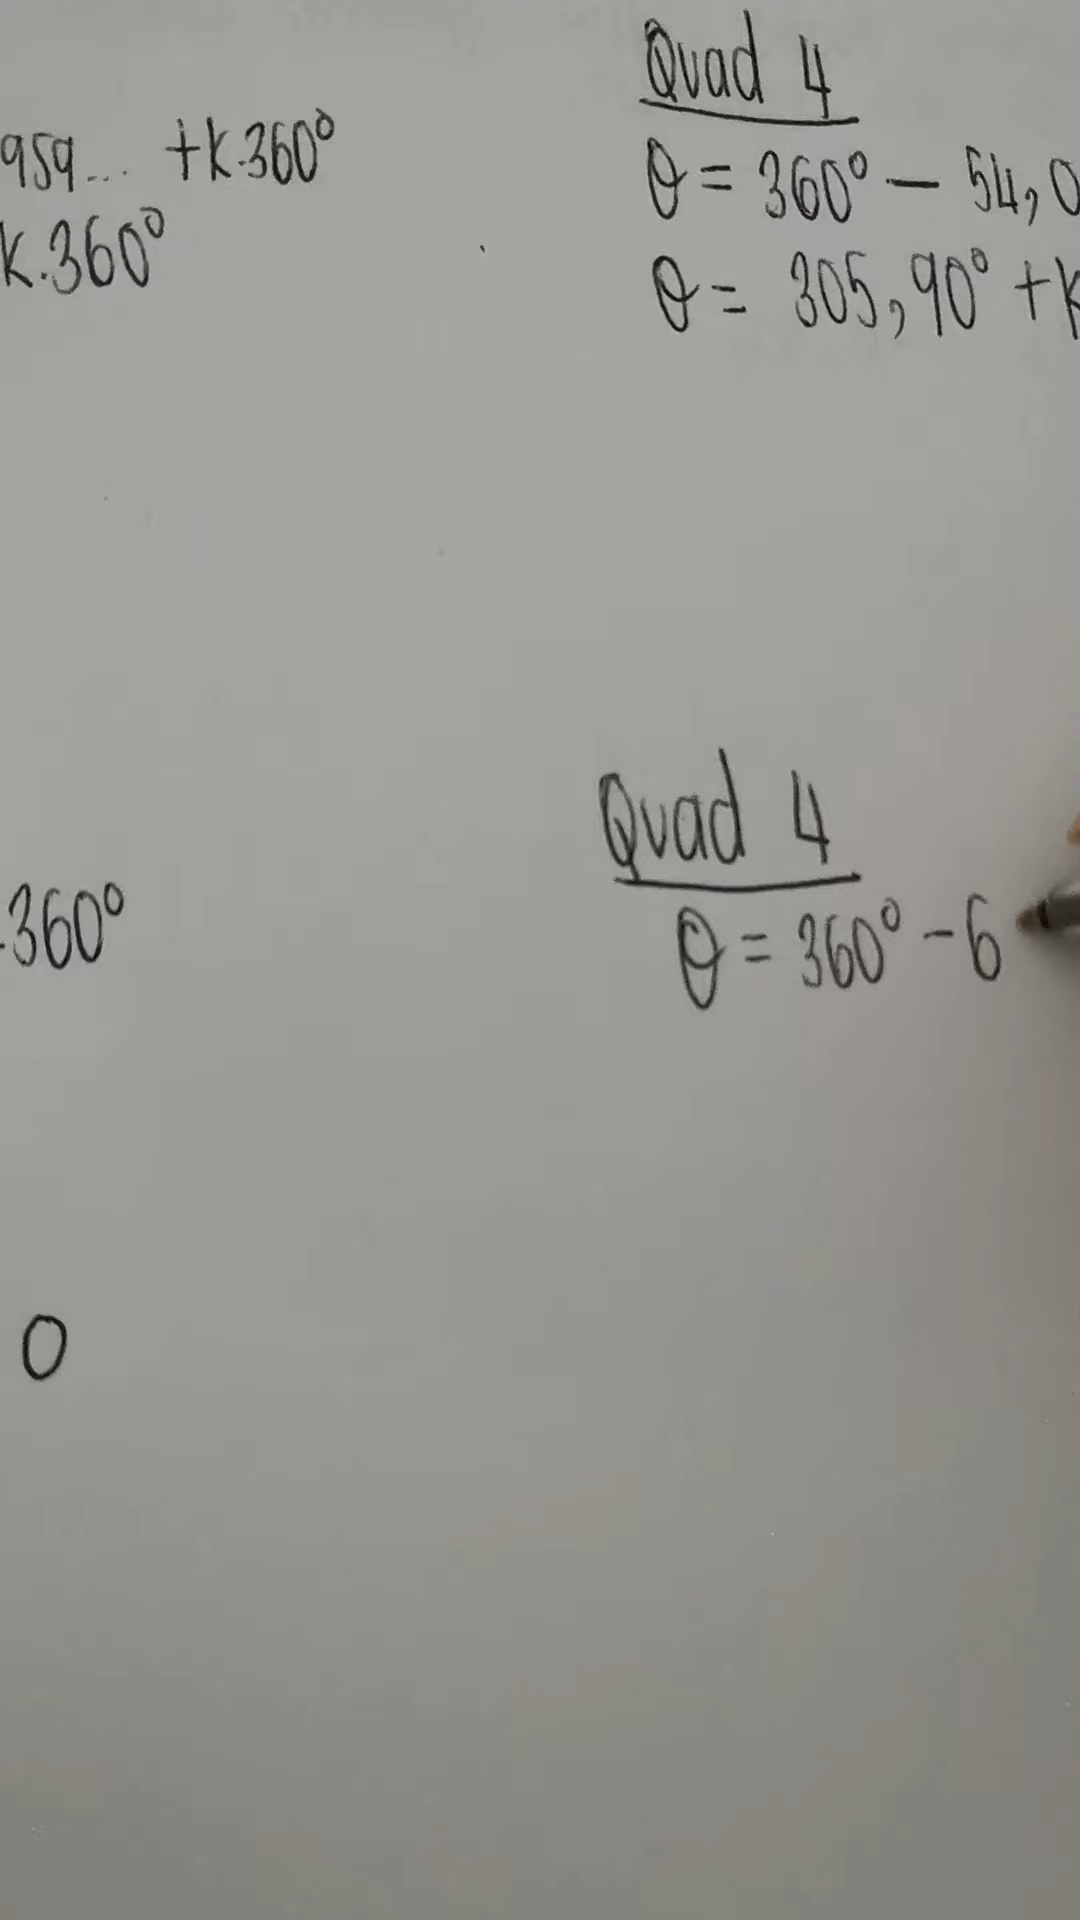 Quad 4
959... +k.360°
θ = 360° - 54,0
k.360°
θ = 305,90° + k
Quad 4
.360°
θ = 360° - 6
0